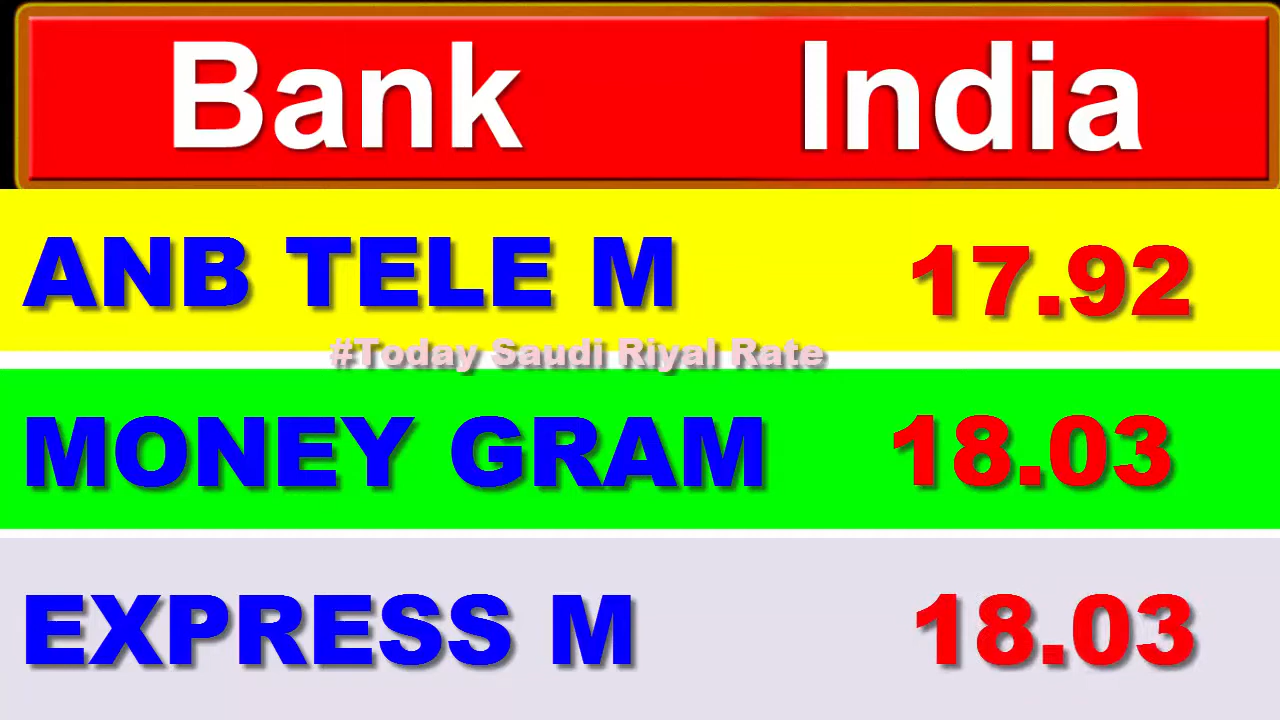 Bank India
ANB TELE M 17.92
#Today Saudi Riyal Rate
MONEY GRAM 18.03
EXPRESS M 18.03